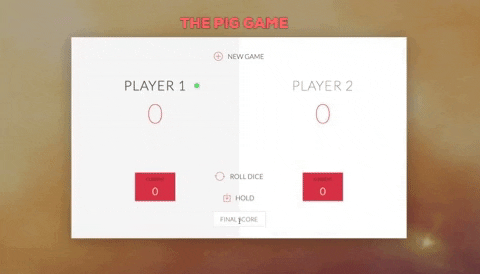 THE PIG GAME
NEW GAME
PLAYER 1
PLAYER 2
0
0
ROLL DICE
0
0
HOLD
FINAL SCORE